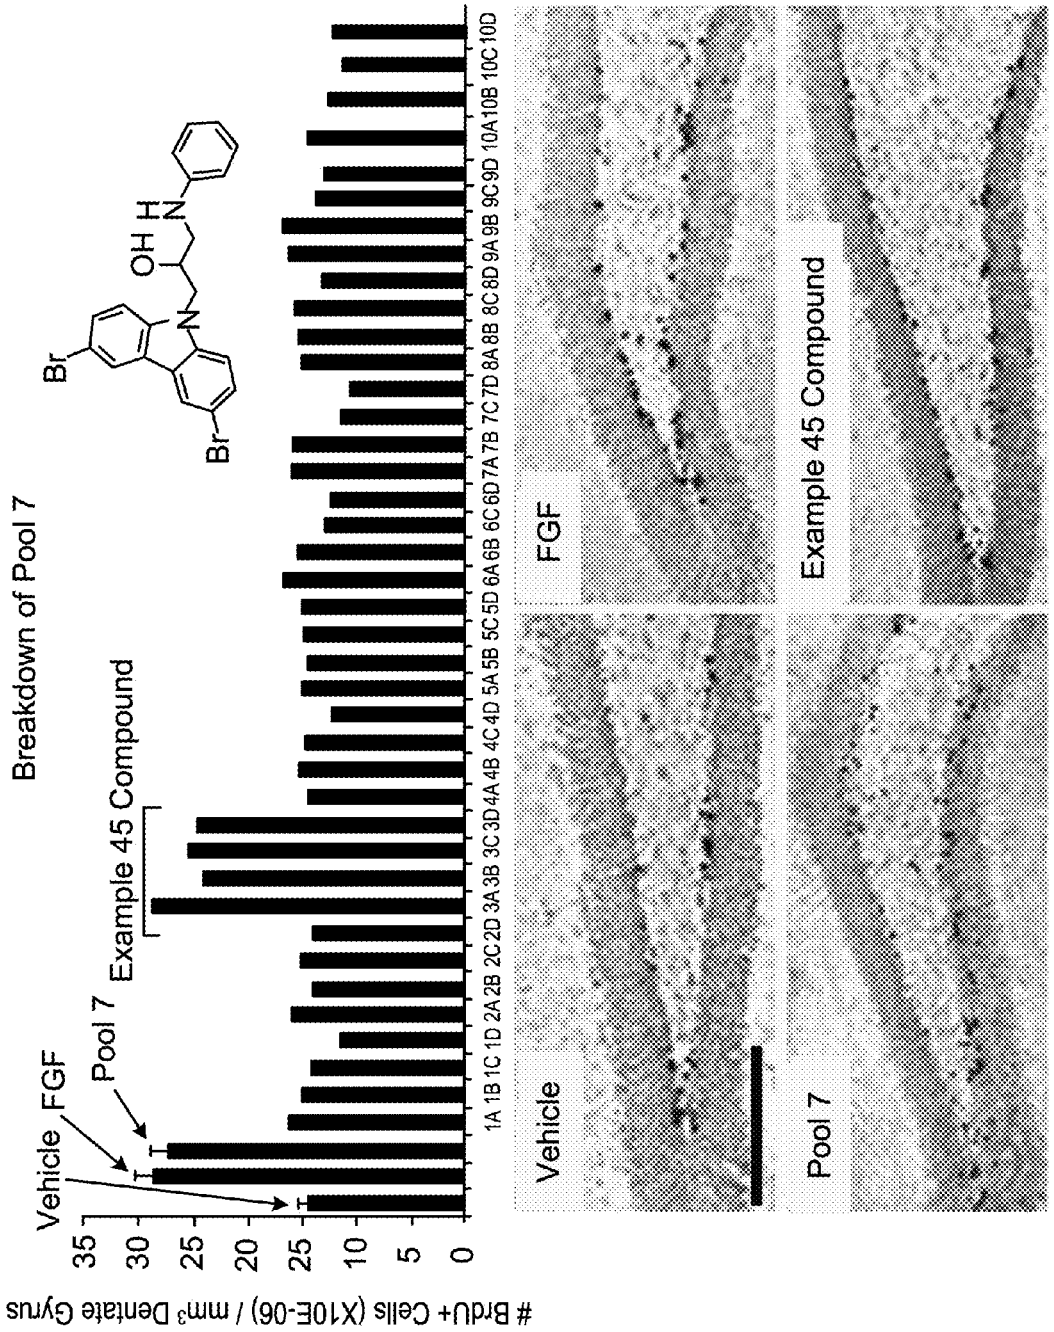 Breakdown of Pool 7
Vehicle
FGF
Pool 7
Example 45 Compound
Br
Br
N
OH
H
N
# BrdU+ Cells (X10E-06) / mm³ Dentate Gyrus
35
30
25
20
15
10
5
0
1A 1B 1C 1D 2A 2B 2C 2D 3A 3B 3C 3D 4A 4B 4C 4D 5A 5B 5C 5D 6A 6B 6C 6D 7A 7B 7C 7D 8A 8B 8C 8D 9A 9B 9C 9D 10A 10B 10C 10D
Vehicle
FGF
Pool 7
Example 45 Compound